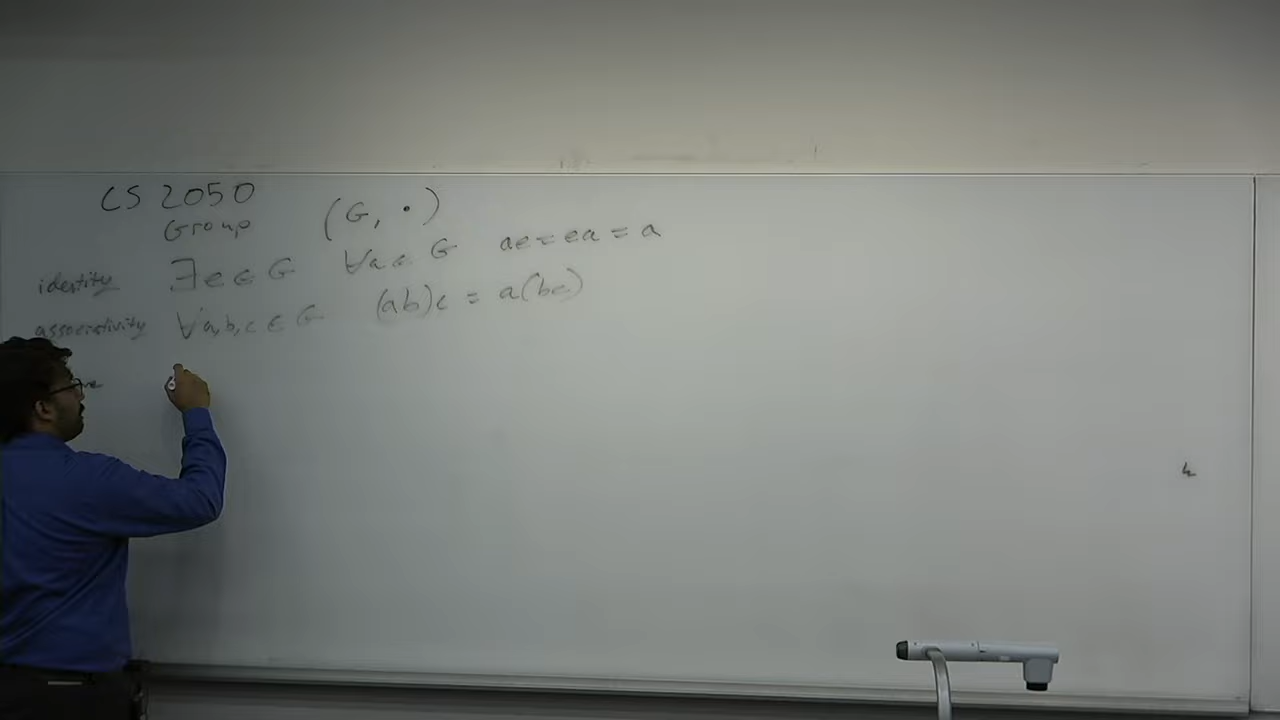 CS 2050
Group (G, ·)
identity ∃e∈G ∀a∈G ae=ea=a
associativity ∀a,b,c∈G (ab)c = a(bc)
4